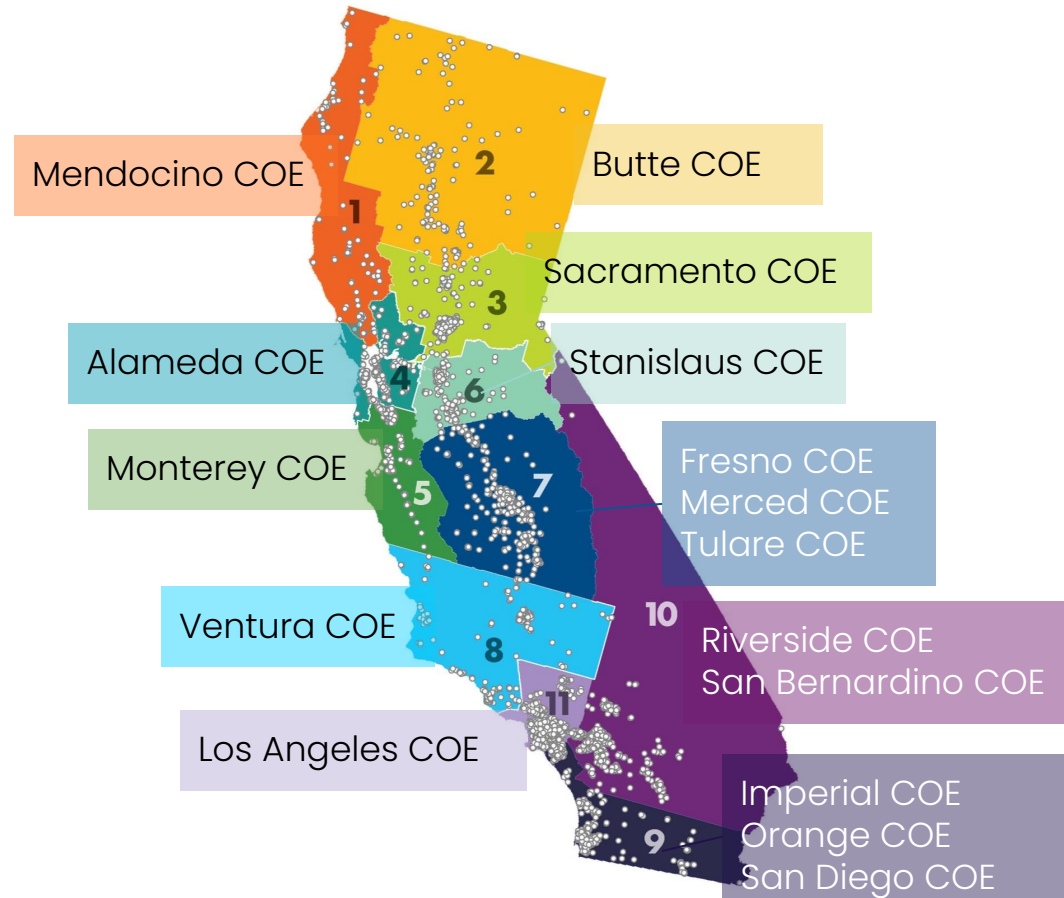 Mendocino COE
1
2
Butte COE
3
Sacramento COE
Alameda COE
4
6
Stanislaus COE
Monterey COE
5
7
Fresno COE
Merced COE
Tulare COE
Ventura COE
8
10
Riverside COE
San Bernardino COE
11
Los Angeles COE
9
Imperial COE
Orange COE
San Diego COE